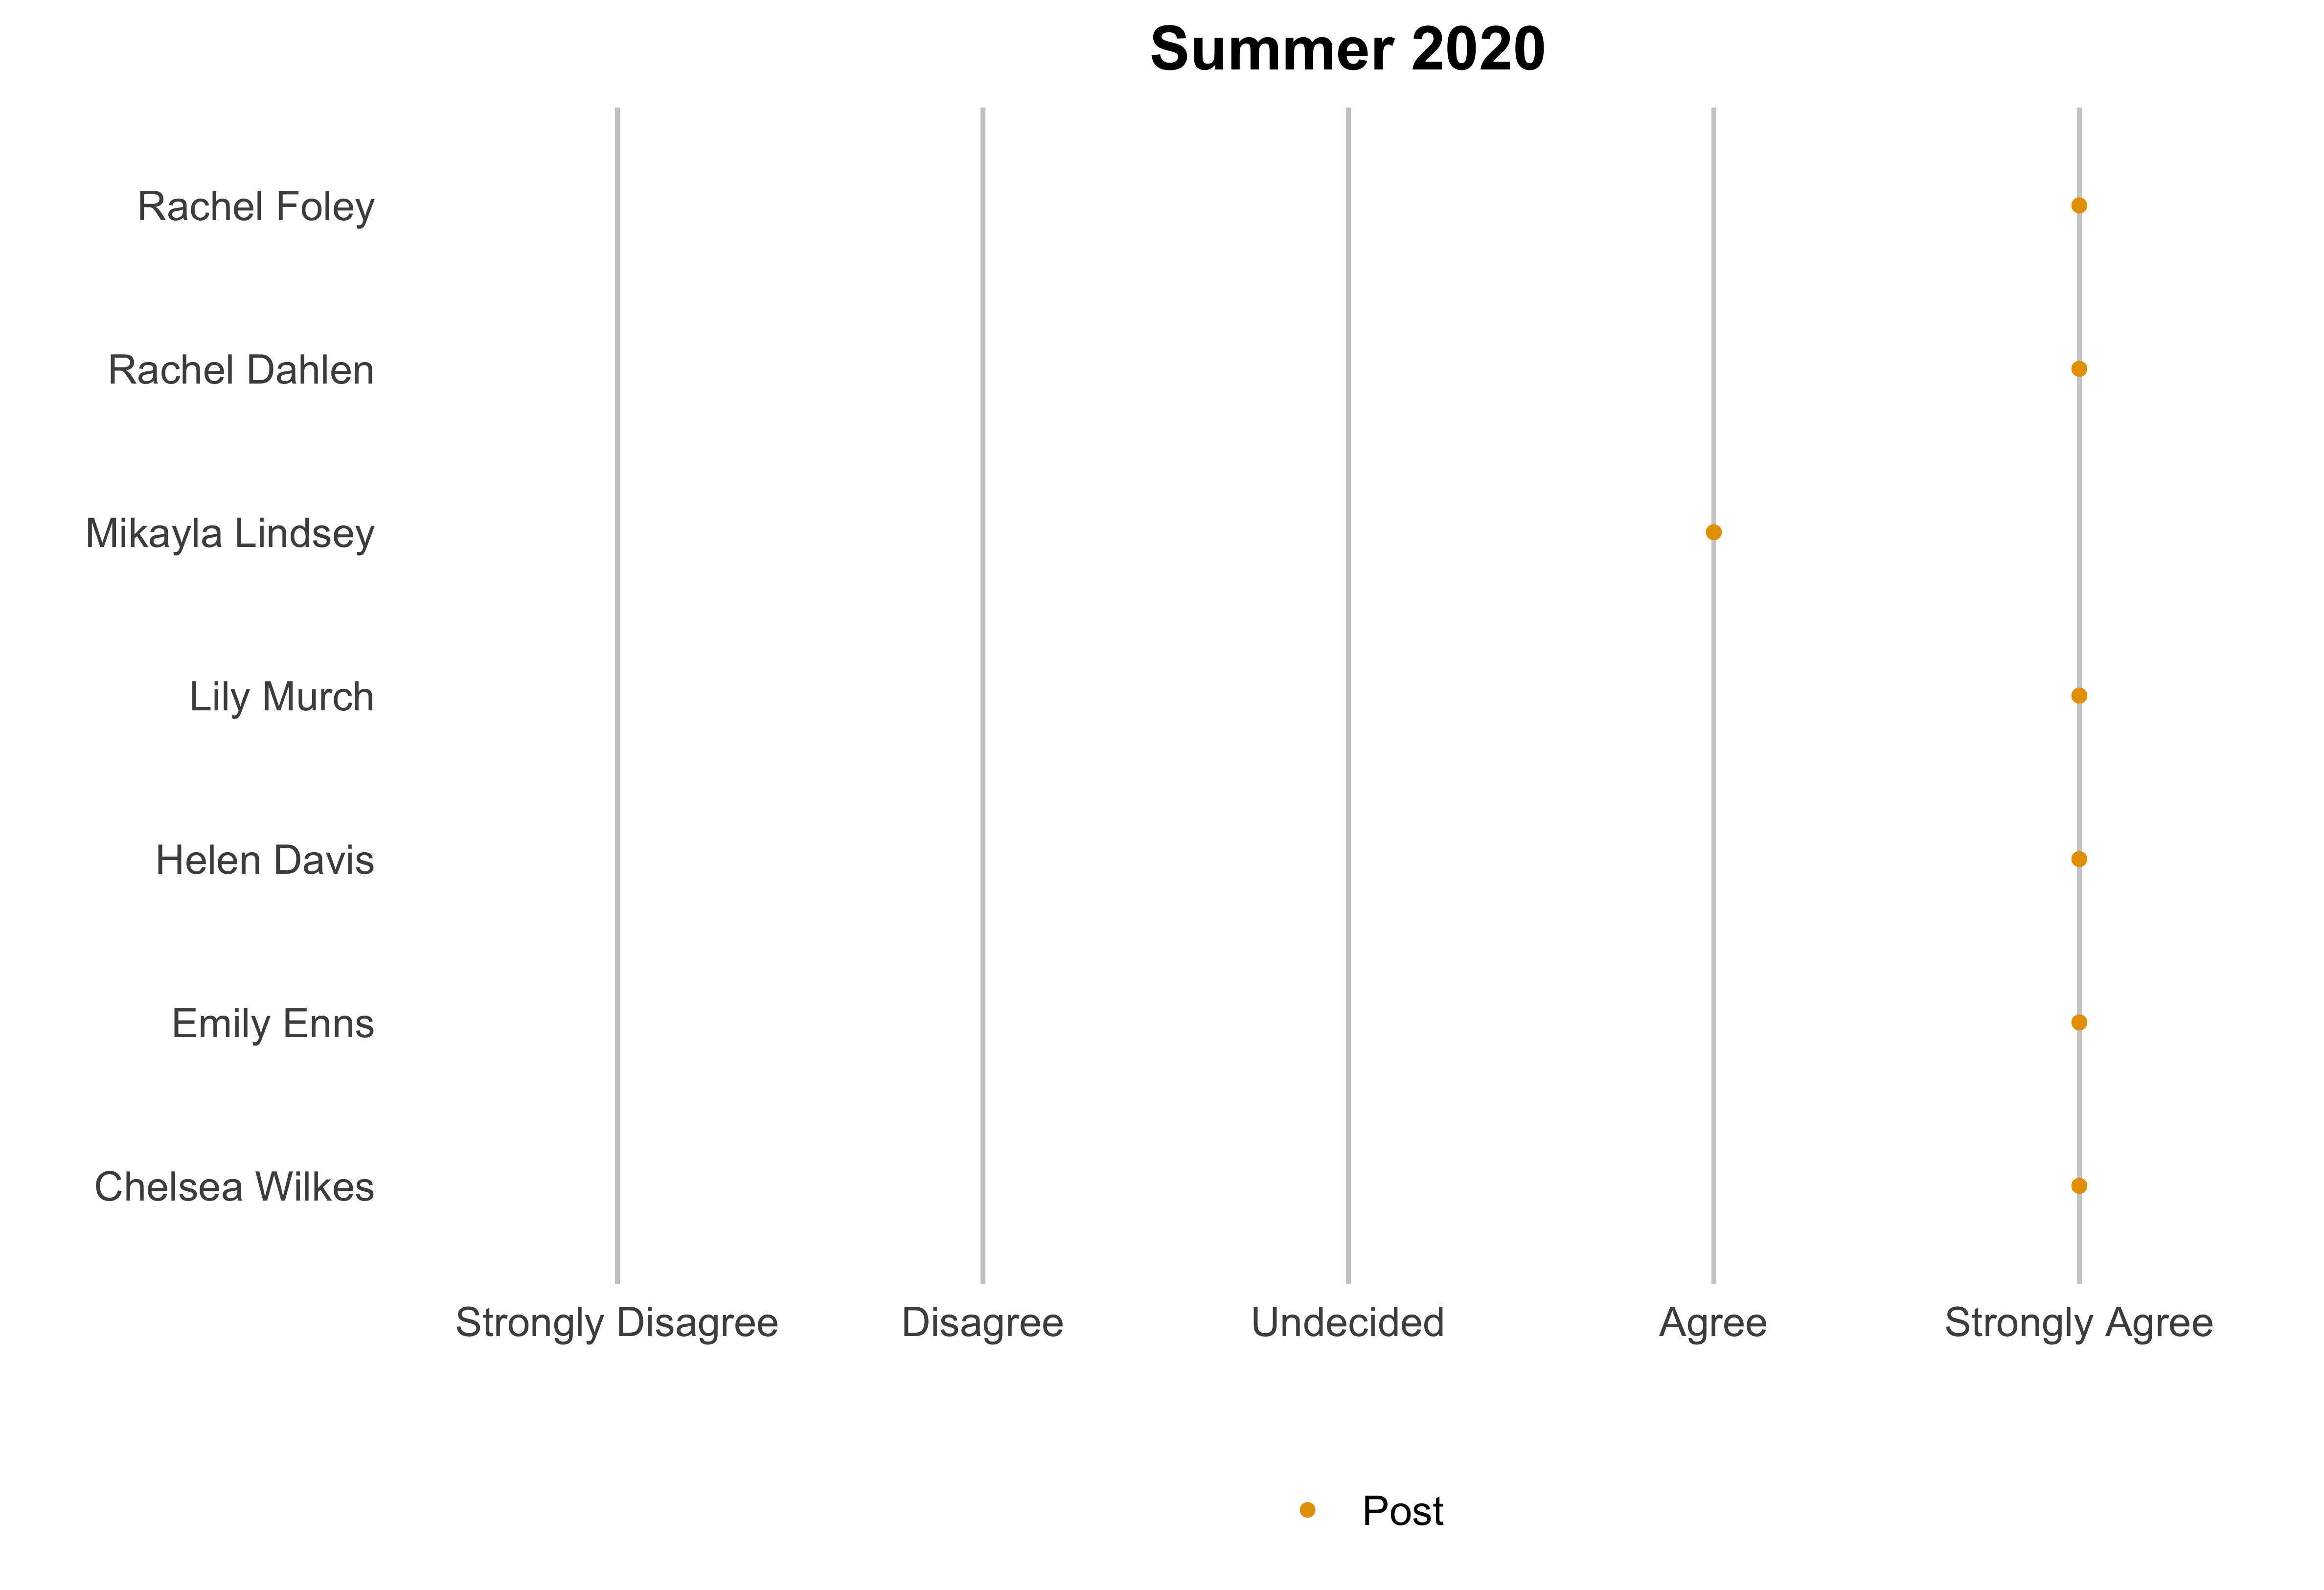 Summer 2020
Rachel Foley
Rachel Dahlen
Mikayla Lindsey
Lily Murch
Helen Davis
Emily Enns
Chelsea Wilkes
Strongly Disagree Disagree Undecided Agree Strongly Agree
Post